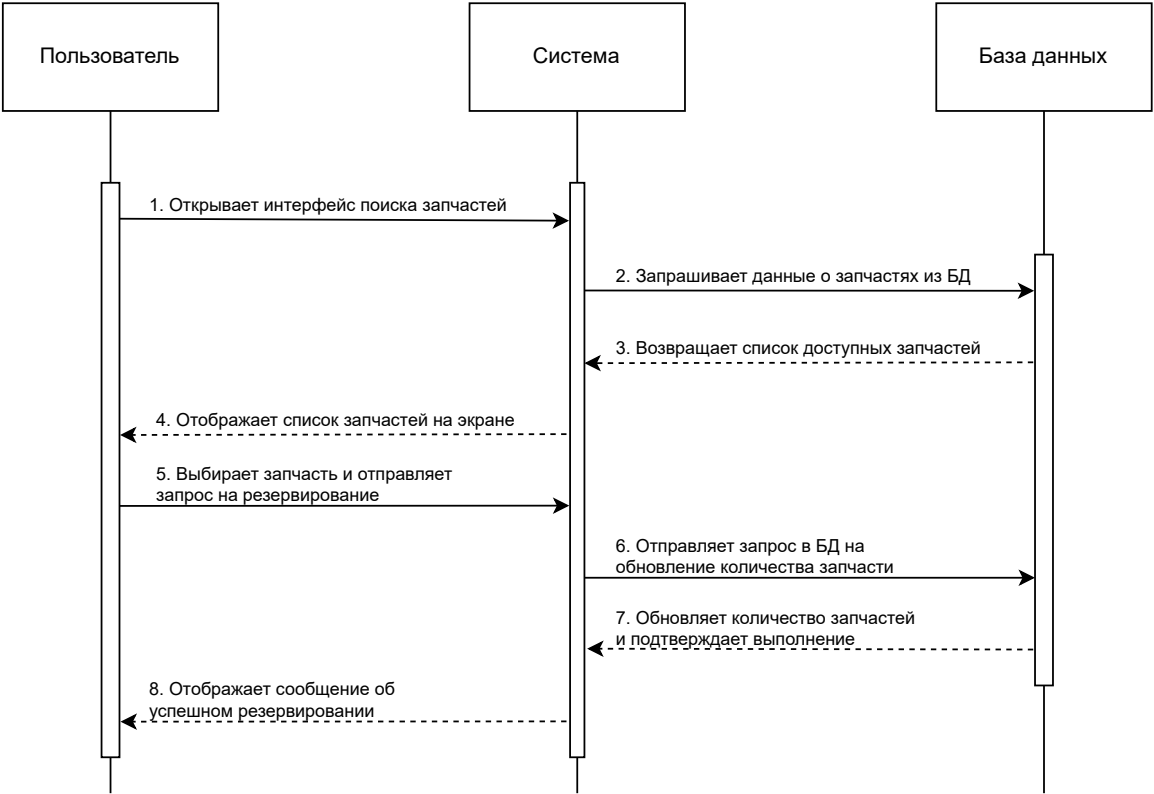 Пользователь
Система
База данных
1. Открывает интерфейс поиска запчастей
2. Запрашивает данные о запчастях из БД
3. Возвращает список доступных запчастей
4. Отображает список запчастей на экране
5. Выбирает запчасть и отправляет
запрос на резервирование
6. Отправляет запрос в БД на
обновление количества запчасти
7. Обновляет количество запчастей
и подтверждает выполнение
8. Отображает сообщение об
успешном резервировании